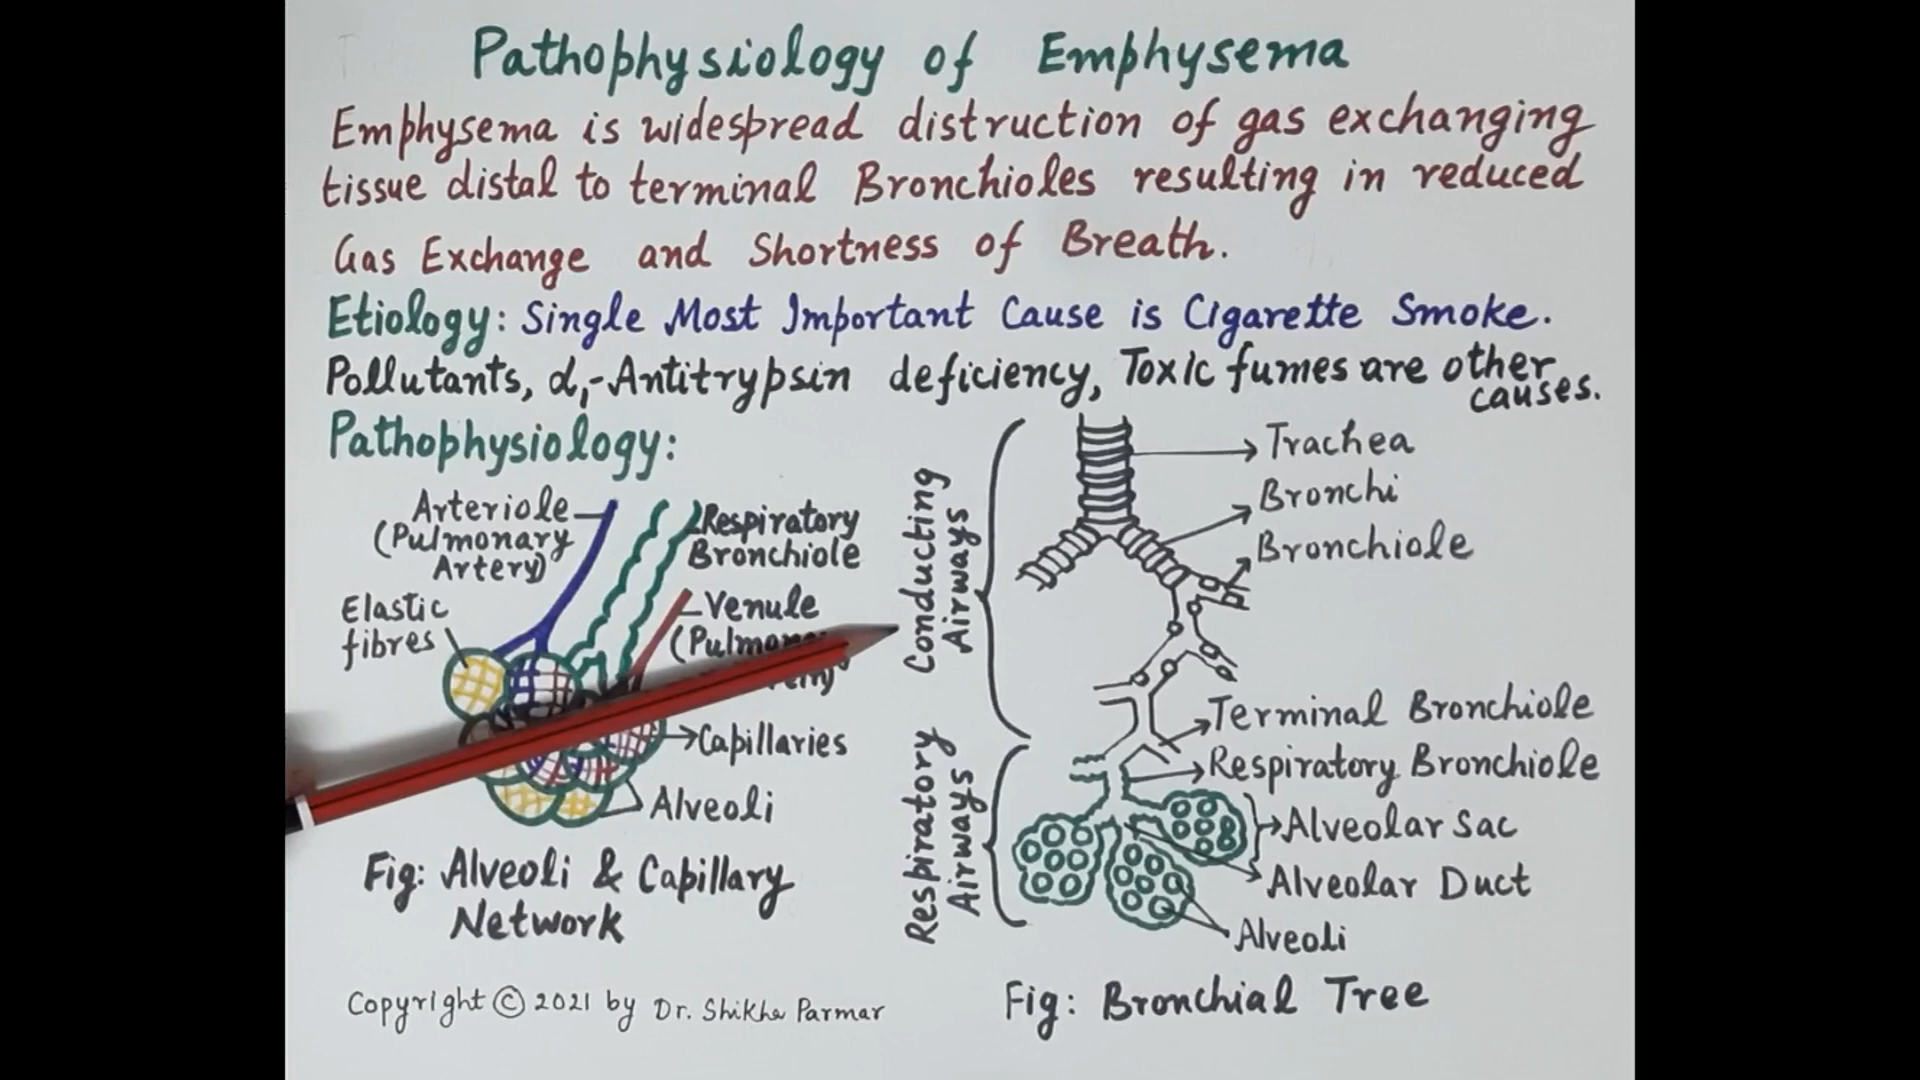 Pathophysiology of Emphysema
Emphysema is widespread distruction of gas exchanging
tissue distal to terminal Bronchioles resulting in reduced
Gas Exchange and Shortness of Breath.
Etiology: Single Most Important Cause is Cigarette Smoke.
Pollutants, α₁-Antitrypsin deficiency, Toxic fumes are other
causes.
Pathophysiology:
Arteriole
(Pulmonary
Artery)
Respiratory
Bronchiole
Elastic
fibres
Venule
Capillaries
Alveoli
Fig: Alveoli & Capillary
Network
Conducting
Airways
Respiratory
Airways
Trachea
Bronchi
Bronchiole
Terminal Bronchiole
Respiratory Bronchiole
Alveolar Sac
Alveolar Duct
Alveoli
Fig: Bronchial Tree
Copyright © 2021 by Dr. Shikha Parmar